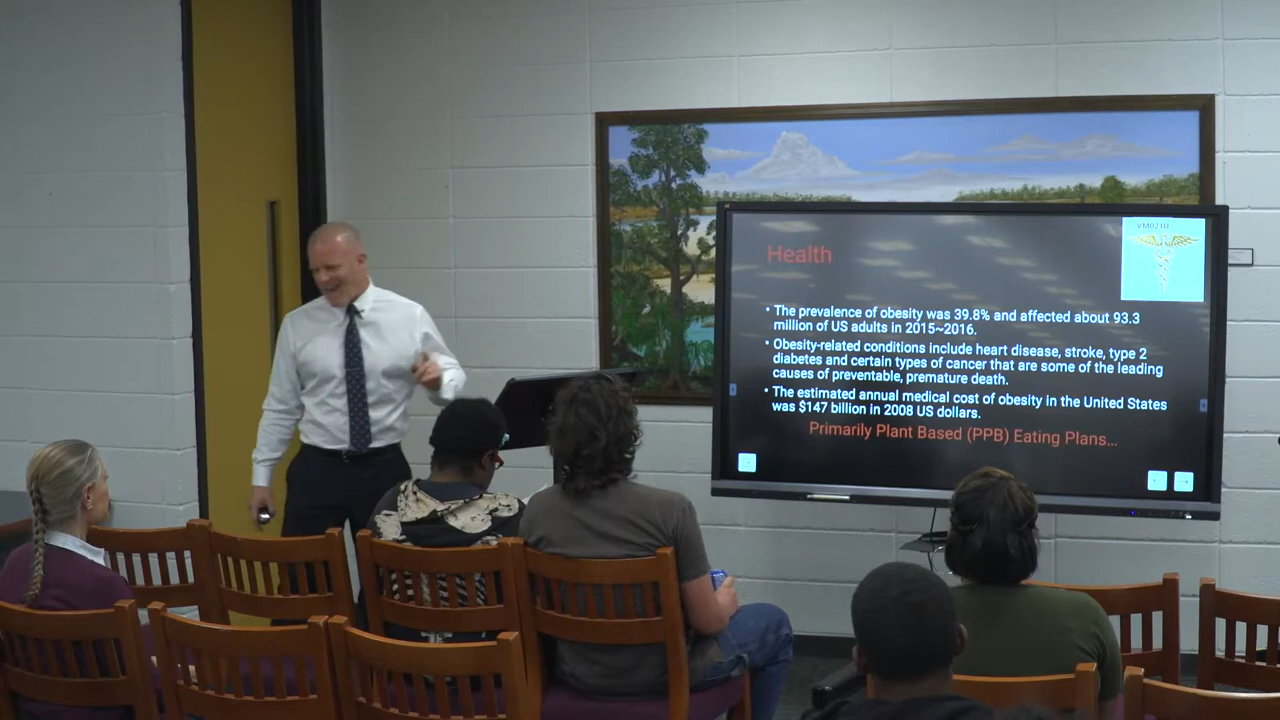 VM021U
Health
• The prevalence of obesity was 39.8% and affected about 93.3
million of US adults in 2015~2016.
• Obesity-related conditions include heart disease, stroke, type 2
diabetes and certain types of cancer that are some of the leading
causes of preventable, premature death.
• The estimated annual medical cost of obesity in the United States
was $147 billion in 2008 US dollars.
Primarily Plant Based (PPB) Eating Plans...